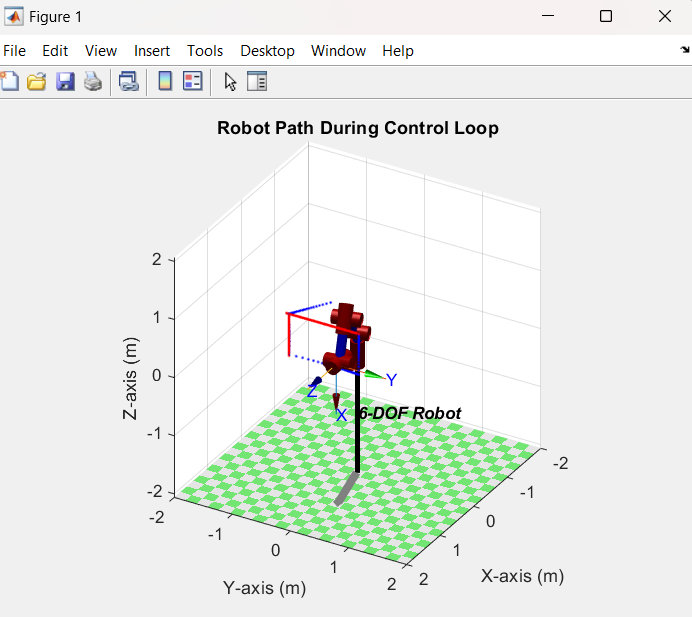 Figure 1
File Edit View Insert Tools Desktop Window Help
Robot Path During Control Loop
2
1
0
-1
-2
Z-axis (m)
Y
Z
X
6-DOF Robot
-2
-1
0
1
2
Y-axis (m)
-2
-1
0
1
2
X-axis (m)